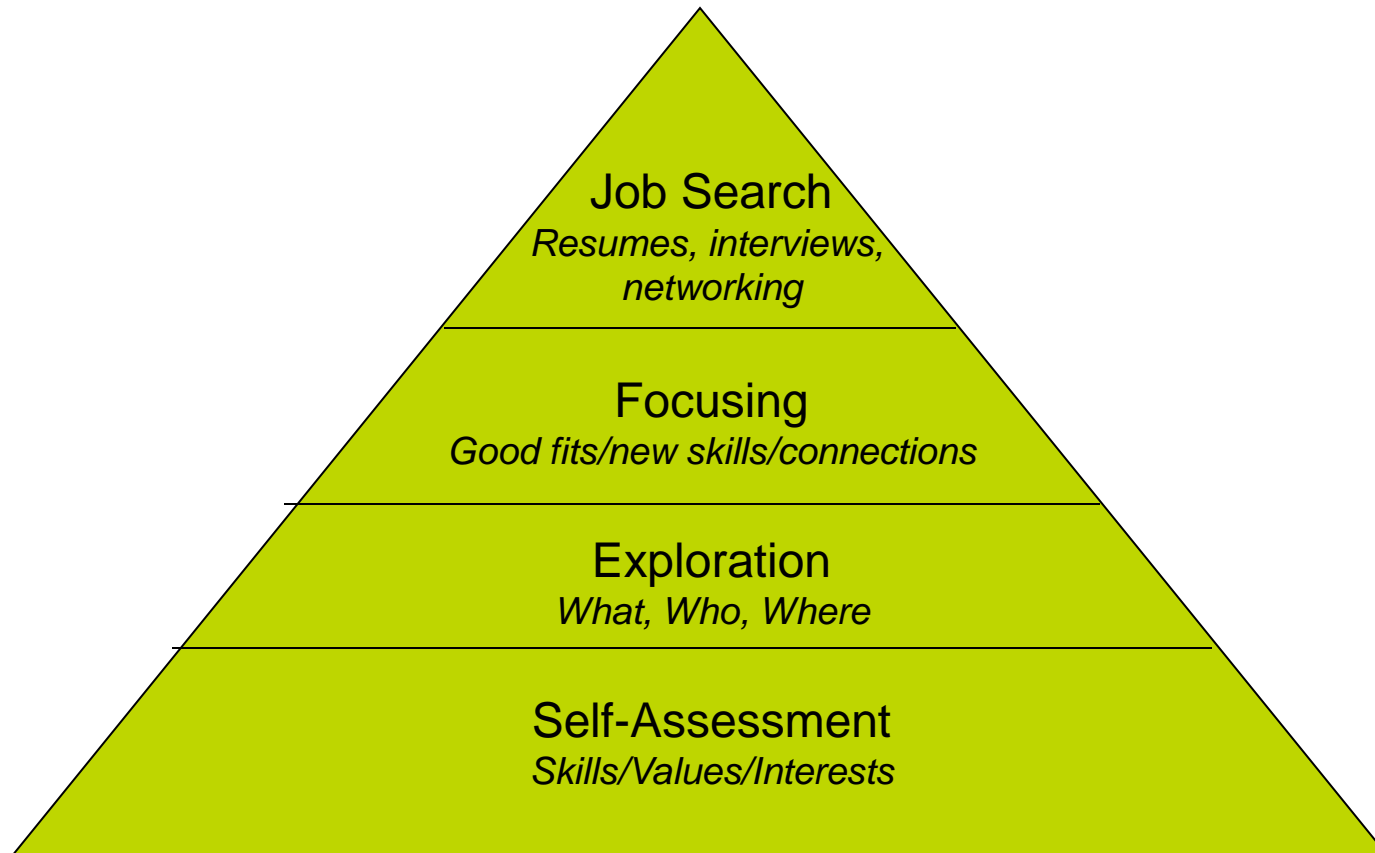 Job Search
Resumes, interviews,
networking
Focusing
Good fits/new skills/connections
Exploration
What, Who, Where
Self-Assessment
Skills/Values/Interests